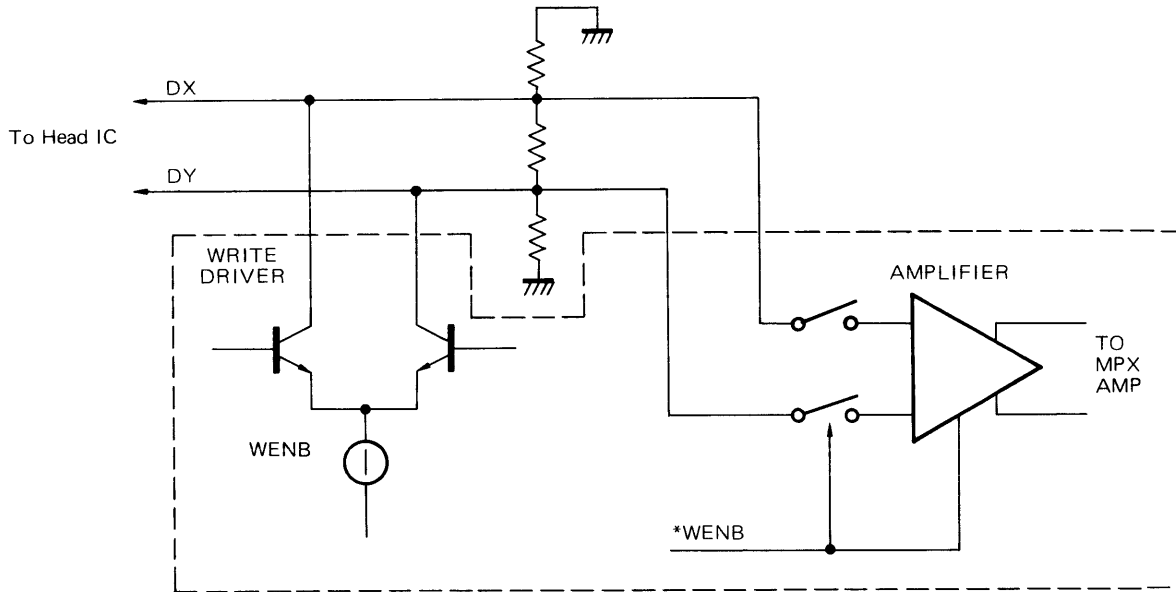 DX
To Head IC
DY
WRITE
DRIVER
AMPLIFIER
TO
MPX
AMP
WENB
*WENB